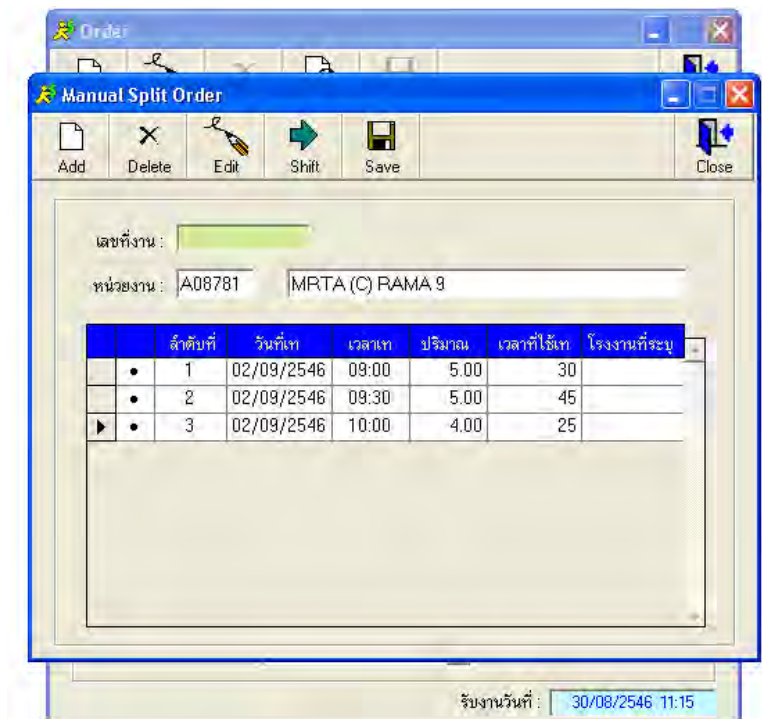 Order
Manual Split Order
Add Delete Edit Shift Save Close
เลขที่งาน :
หน่วยงาน : A08781 MRTA (C) RAMA 9
ลำดับที่ วันที่เท เวลาเท ปริมาณ เวลาที่ใช้เท โรงงานที่ระบุ
1 02/09/2546 09:00 5.00 30
2 02/09/2546 09:30 5.00 45
3 02/09/2546 10:00 4.00 25
รับงานวันที่ : 30/08/2546 11:15